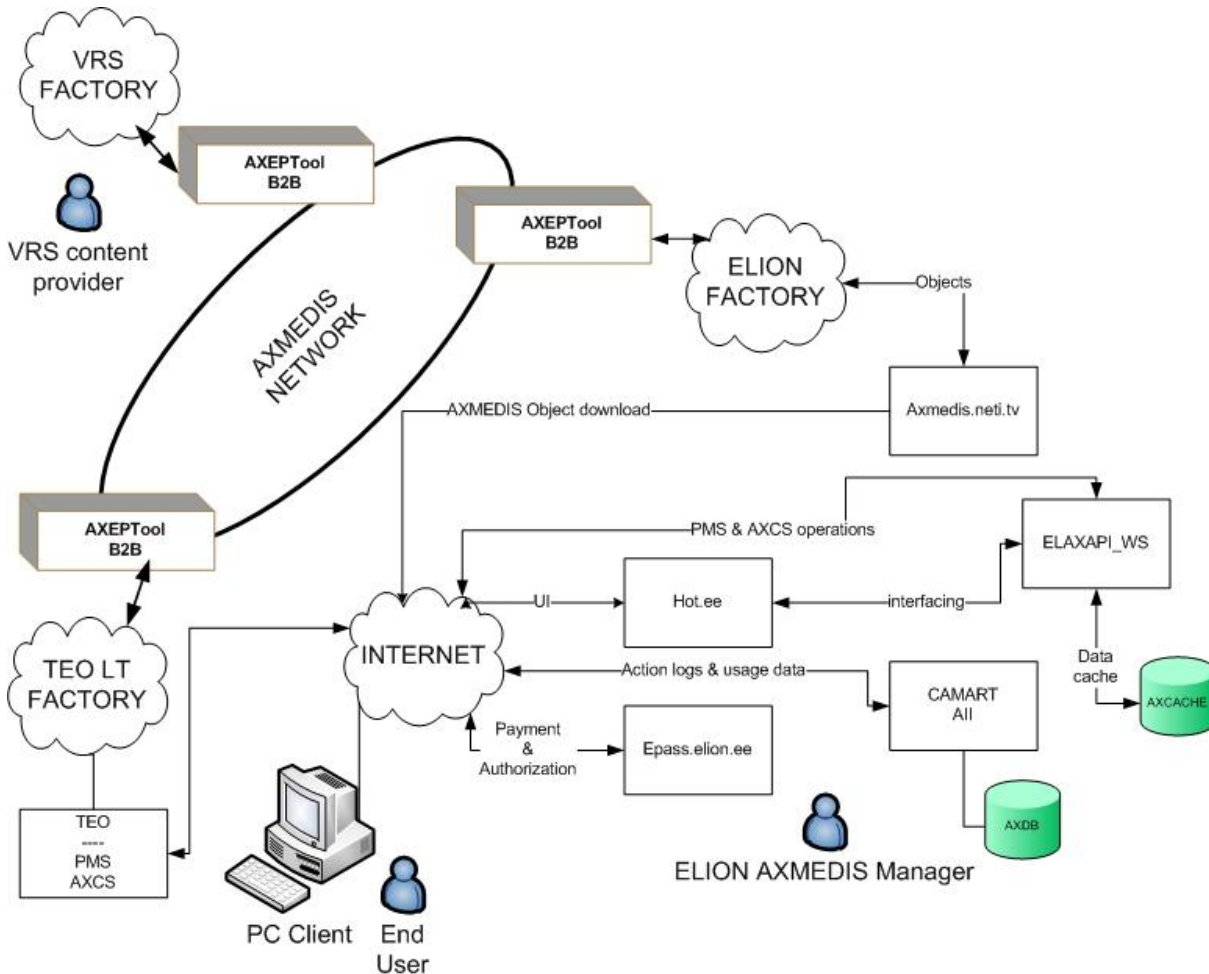 VRS
FACTORY
AXEPTool
B2B
VRS content
provider
AXEPTool
B2B
ELION
FACTORY
Objects
AXMEDIS
NETWORK
AXMEDIS Object download
Axmedis.neti.tv
AXEPTool
B2B
PMS & AXCS operations
ELAXAPI_WS
UI
Hot.ee
interfacing
INTERNET
TEO LT
FACTORY
Action logs & usage data
Data
cache
CAMART
AII
AXCACHE
Payment
&
Authorization
Epass.elion.ee
TEO
----
PMS
AXCS
AXDB
ELION AXMEDIS Manager
PC Client
End
User